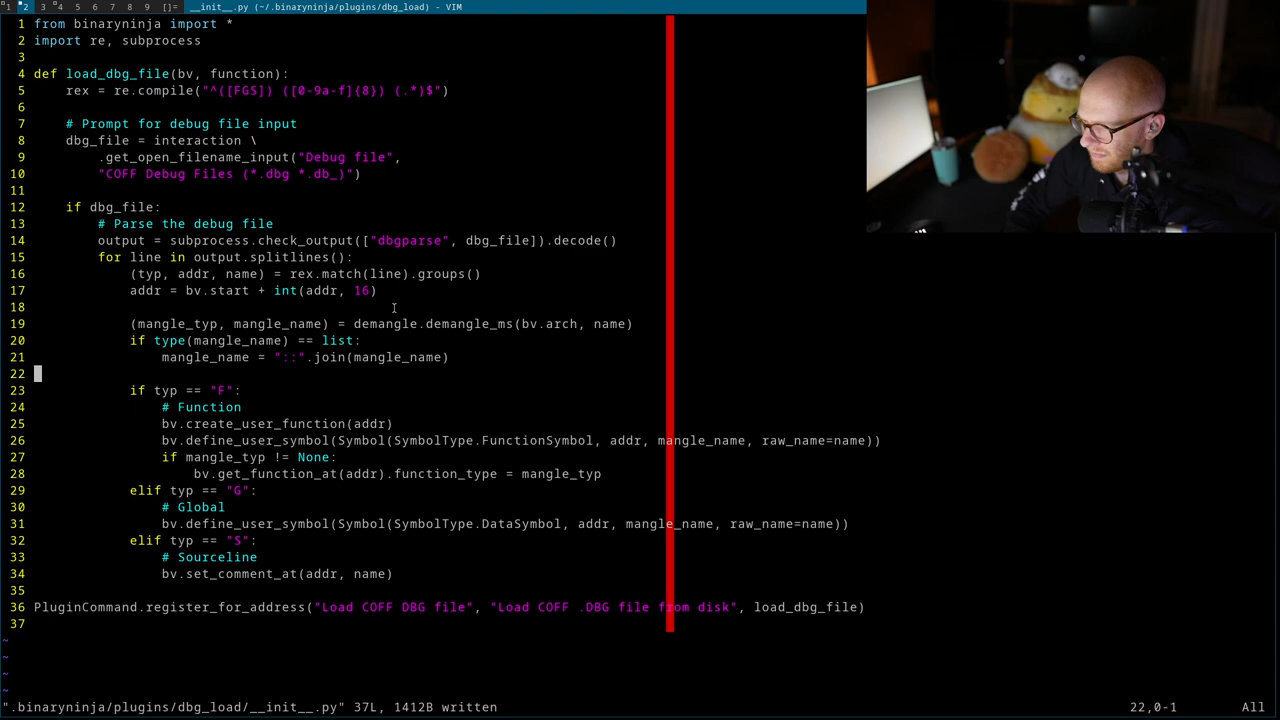 1 2 3 4 5 6 7 8 9 []= __init__.py (~/.binaryninja/plugins/dbg_load) - VIM
1 from binaryninja import *
2 import re, subprocess
3
4 def load_dbg_file(bv, function):
5     rex = re.compile("^([FGS]) ([0-9a-f]{8}) (.*)$")
6
7     # Prompt for debug file input
8     dbg_file = interaction \
9         .get_open_filename_input("Debug file",
10         "COFF Debug Files (*.dbg *.db_)")
11
12     if dbg_file:
13         # Parse the debug file
14         output = subprocess.check_output(["dbgparse", dbg_file]).decode()
15         for line in output.splitlines():
16             (typ, addr, name) = rex.match(line).groups()
17             addr = bv.start + int(addr, 16)
18
19             (mangle_typ, mangle_name) = demangle.demangle_ms(bv.arch, name)
20             if type(mangle_name) == list:
21                 mangle_name = "::".join(mangle_name)
22
23             if typ == "F":
24                 # Function
25                 bv.create_user_function(addr)
26                 bv.define_user_symbol(Symbol(SymbolType.FunctionSymbol, addr, mangle_name, raw_name=name))
27                 if mangle_typ != None:
28                     bv.get_function_at(addr).function_type = mangle_typ
29             elif typ == "G":
30                 # Global
31                 bv.define_user_symbol(Symbol(SymbolType.DataSymbol, addr, mangle_name, raw_name=name))
32             elif typ == "S":
33                 # Sourceline
34                 bv.set_comment_at(addr, name)
35
36 PluginCommand.register_for_address("Load COFF DBG file", "Load COFF .DBG file from disk", load_dbg_file)
37
~
~
~
~
".binaryninja/plugins/dbg_load/__init__.py" 37L, 1412B written 22,0-1 All